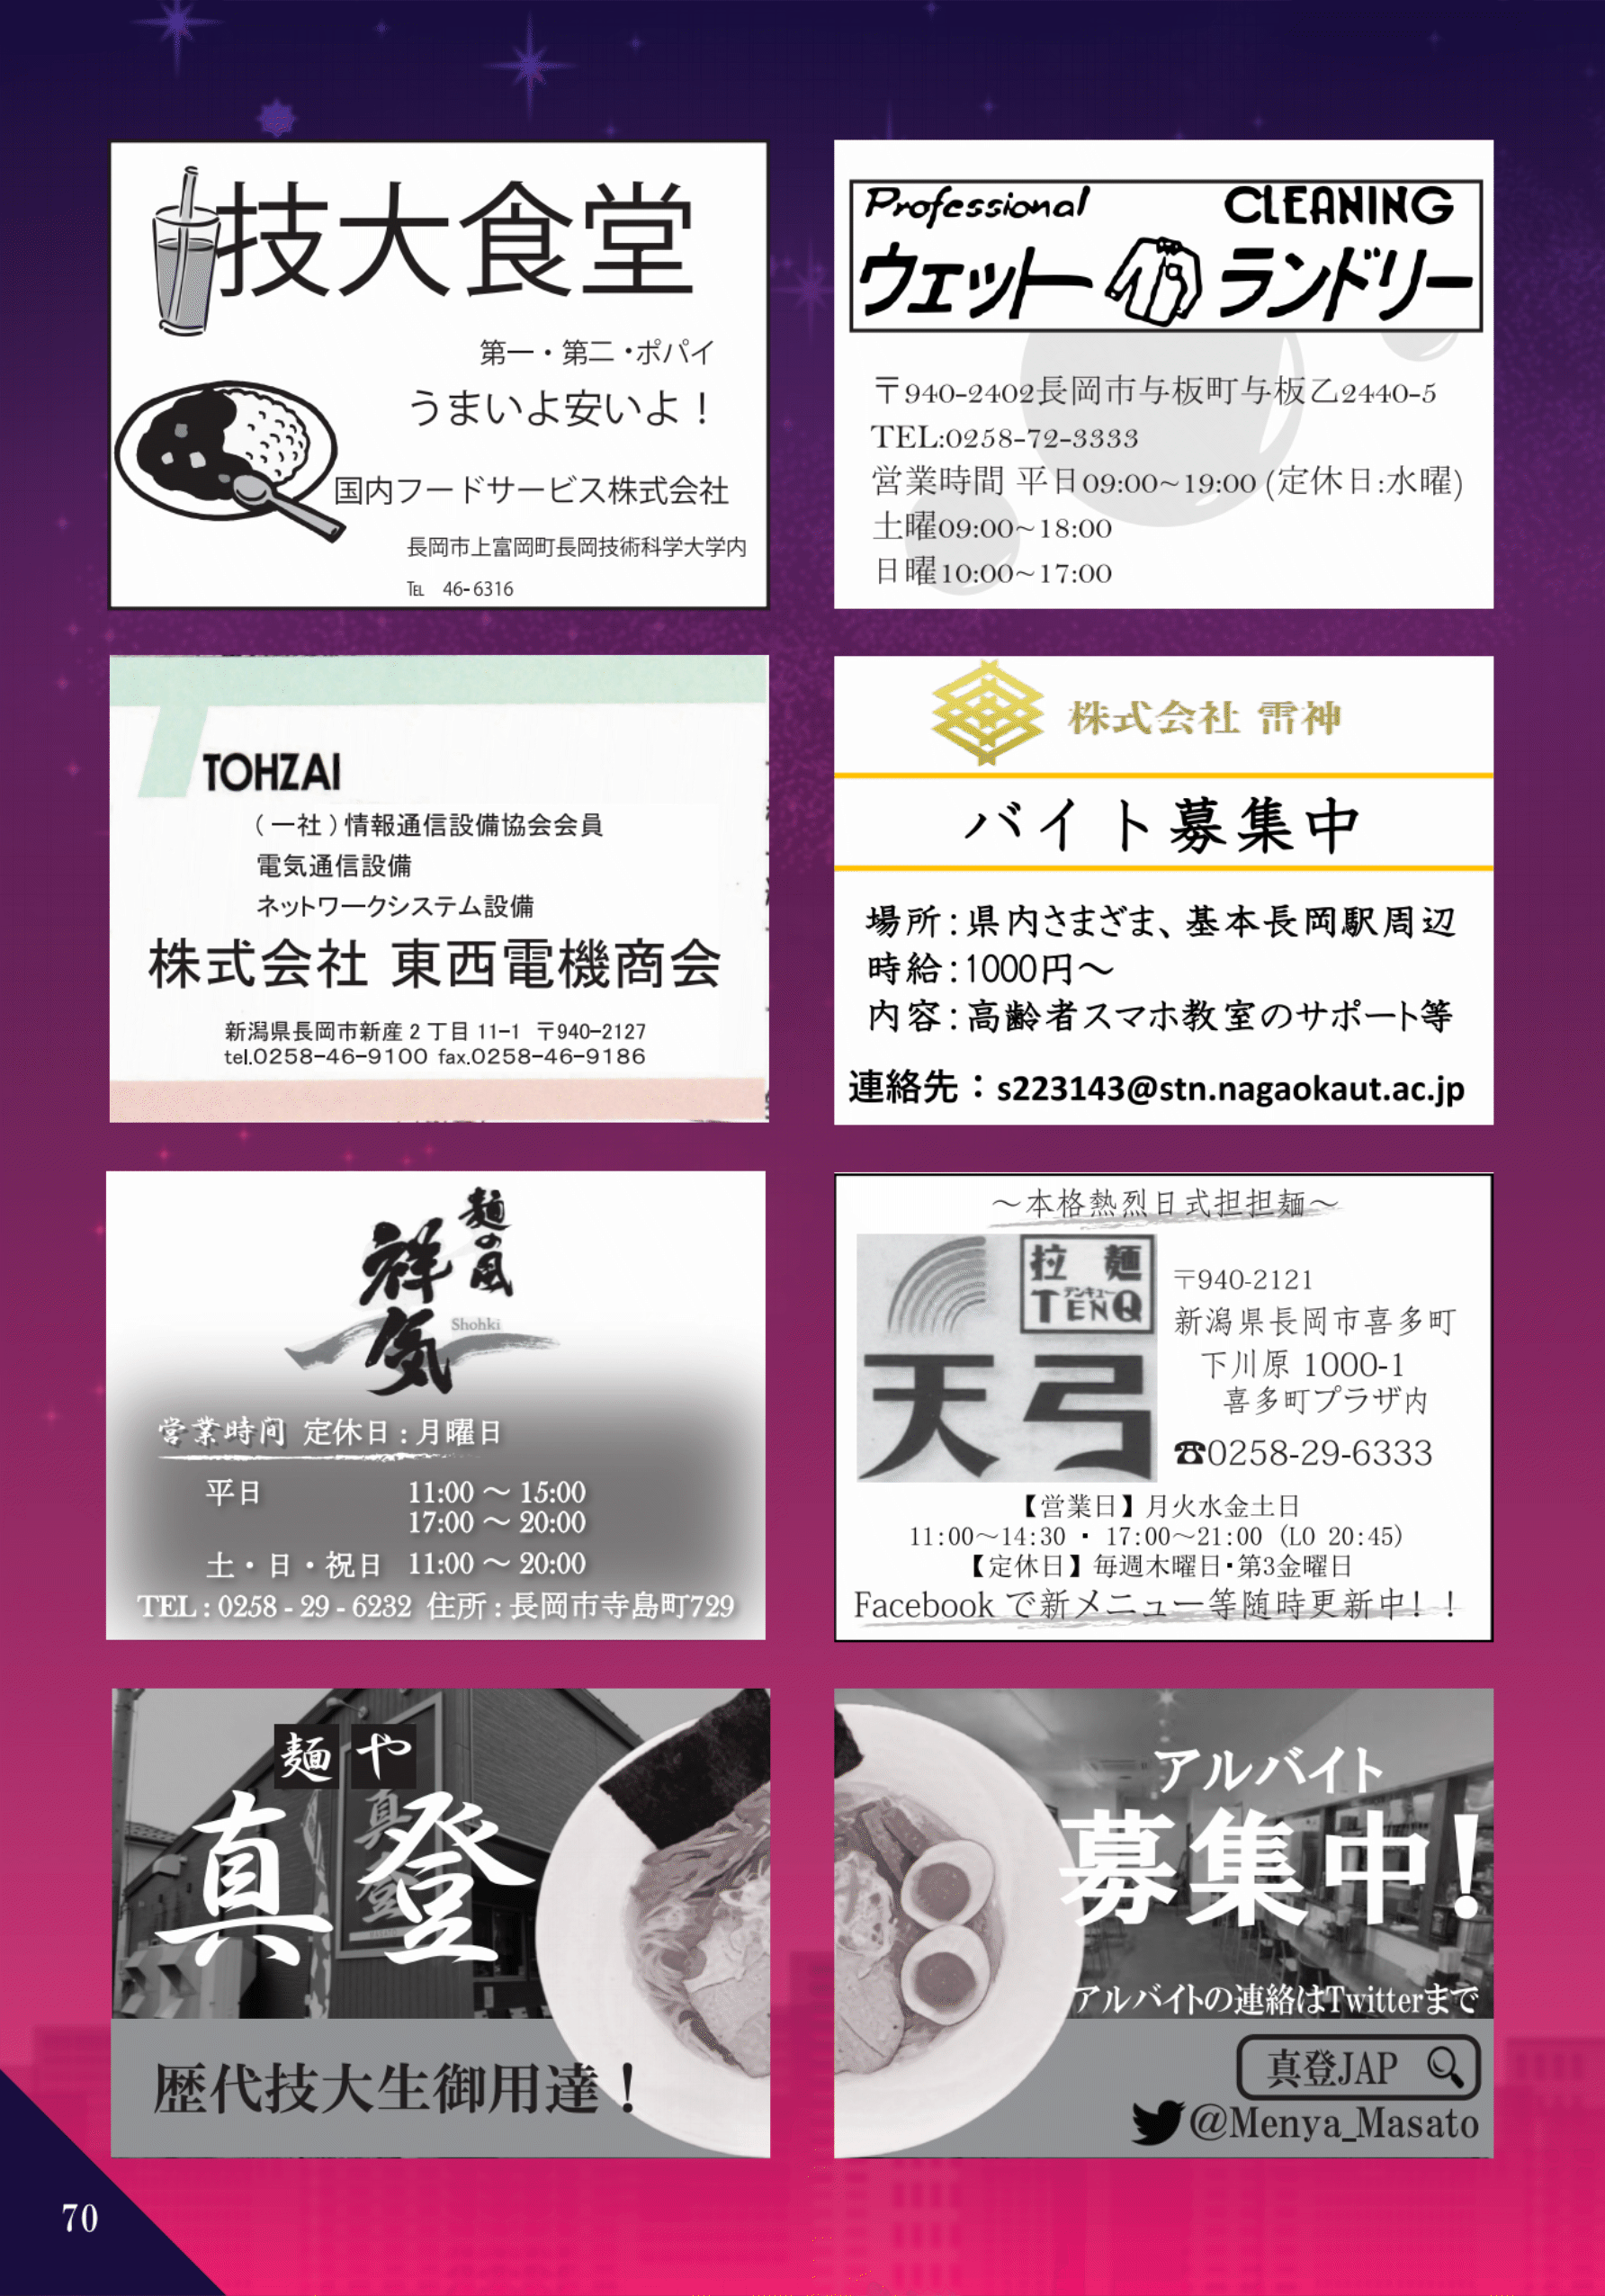 技大食堂
第一・第二・ポパイ
うまいよ安いよ！
国内フードサービス株式会社
長岡市上富岡町長岡技術科学大学内
℡ 46-6316
Professional CLEANING
ウェット ランドリー
〒940-2402長岡市与板町与板乙2440-5
TEL:0258-72-3333
営業時間 平日09:00~19:00 (定休日:水曜)
土曜09:00~18:00
日曜10:00~17:00
TOHZAI
(一社)情報通信設備協会会員
電気通信設備
ネットワークシステム設備
株式会社 東西電機商会
新潟県長岡市新産２丁目11-1 〒940-2127
tel.0258-46-9100 fax.0258-46-9186
株式会社 雷神
バイト募集中
場所：県内さまざま、基本長岡駅周辺
時給：1000円～
内容：高齢者スマホ教室のサポート等
連絡先：s223143@stn.nagaokaut.ac.jp
麺の風
祥気
Shohki
営業時間 定休日：月曜日
平日 11:00 ～ 15:00
17:00 ～ 20:00
土・日・祝日 11:00 ～ 20:00
TEL : 0258 - 29 - 6232 住所 : 長岡市寺島町729
～本格熱烈日式担担麺～
拉麺
テンキュー
TENQ
天弓
〒940-2121
新潟県長岡市喜多町
下川原 1000-1
喜多町プラザ内
☎0258-29-6333
【営業日】月火水金土日
11:00～14:30 ・ 17:00～21:00 (LO 20:45)
【定休日】毎週木曜日・第3金曜日
Facebook で新メニュー等随時更新中！！
麺や
真登
真登
歴代技大生御用達！
アルバイト
募集中!
アルバイトの連絡はTwitterまで
真登JAP
@Menya_Masato
70